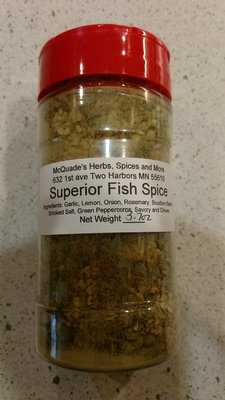 McQuade's Herbs, Spices and More
632 1st ave Two Harbors MN 55616
Superior Fish Spice
Ingredients: Garlic, Lemon, Onion, Rosemary, Bourbon
Smoked Salt, Green Peppercorns, Savory and Chives
Net Weight